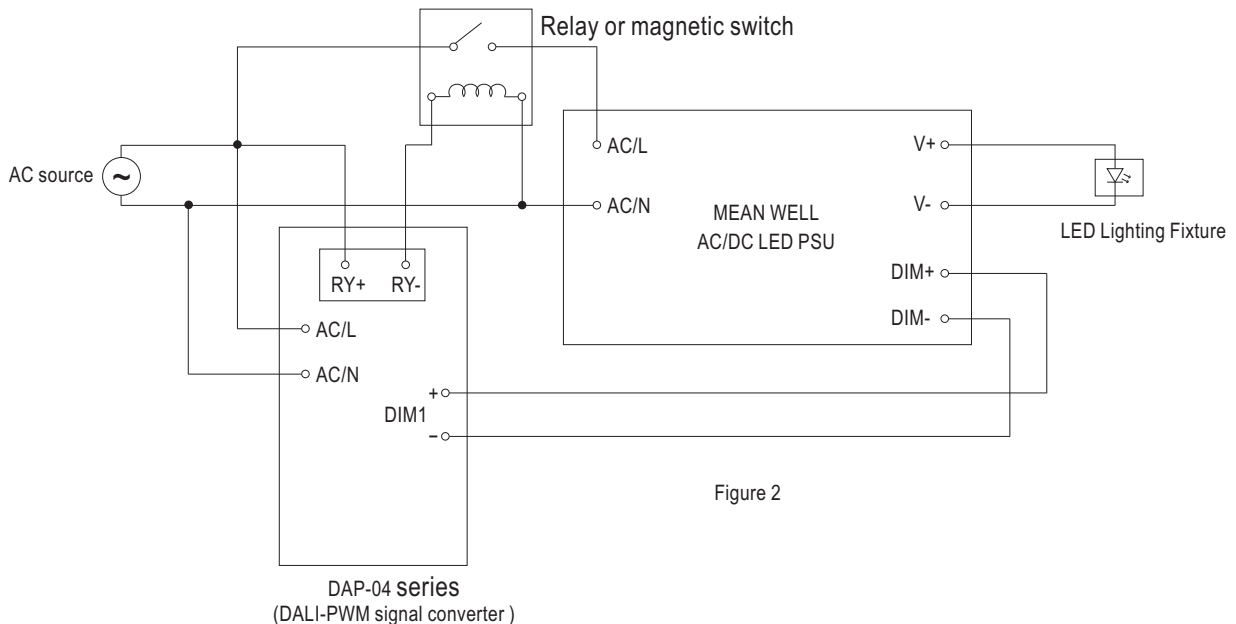 Relay or magnetic switch
AC/L
V+
AC source
~
AC/N
MEAN WELL
AC/DC LED PSU
V-
LED Lighting Fixture
RY+ RY-
DIM+
DIM-
AC/L
AC/N
+
DIM1
-
Figure 2
DAP-04 series
(DALI-PWM signal converter )